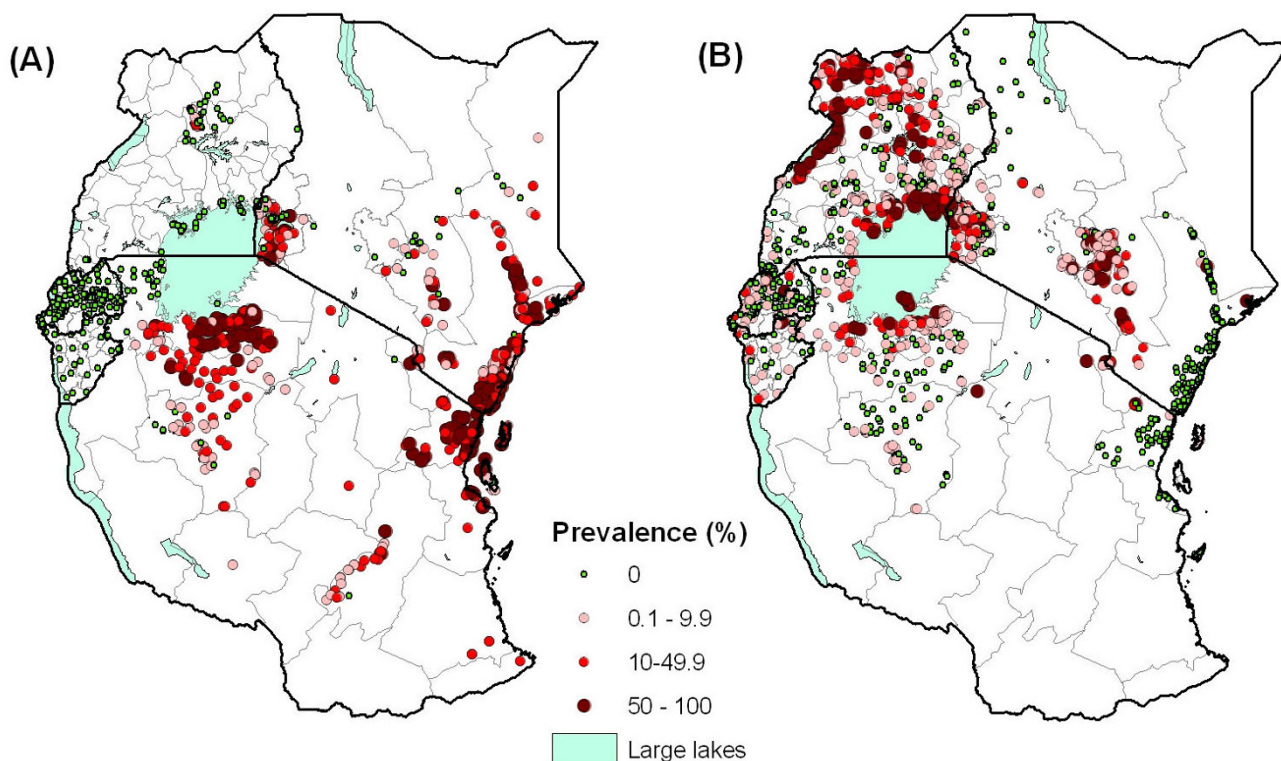 (A)
(B)
Prevalence (%)
0
0.1 - 9.9
10-49.9
50 - 100
Large lakes